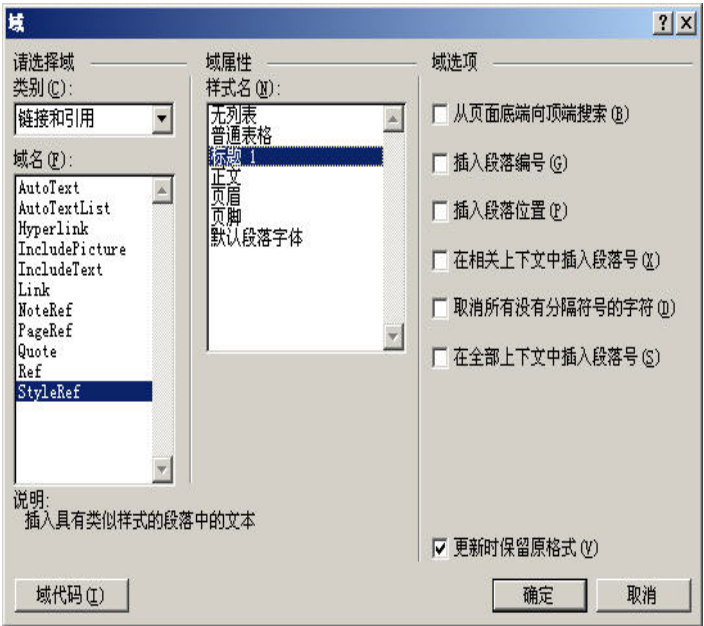 域
请选择域
类别(C):
链接和引用
域名(F):
AutoText
AutoTextList
Hyperlink
IncludePicture
IncludeText
Link
NoteRef
PageRef
Quote
Ref
StyleRef
说明:
插入具有类似样式的段落中的文本
域属性
样式名(N):
无列表
普通表格
标题 1
正文
页眉
页脚
默认段落字体
域选项
从页面底端向顶端搜索(B)
插入段落编号(G)
插入段落位置(P)
在相关上下文中插入段落号(X)
取消所有没有分隔符号的字符(D)
在全部上下文中插入段落号(S)
更新时保留原格式(V)
域代码(I)
确定
取消